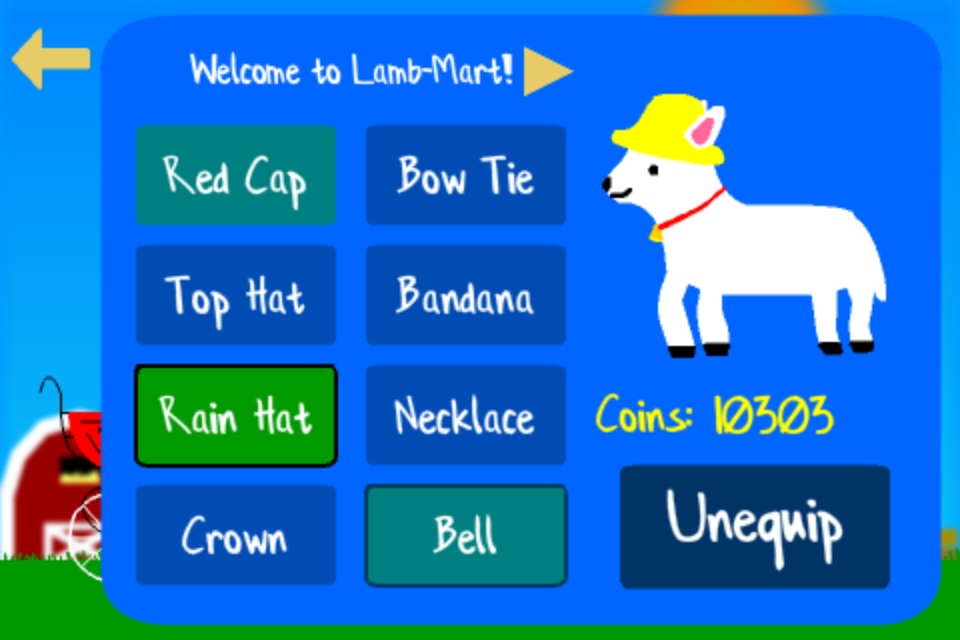 Welcome to Lamb-Mart!
Red Cap
Bow Tie
Top Hat
Bandana
Rain Hat
Necklace
Coins: 10303
Crown
Bell
Unequip